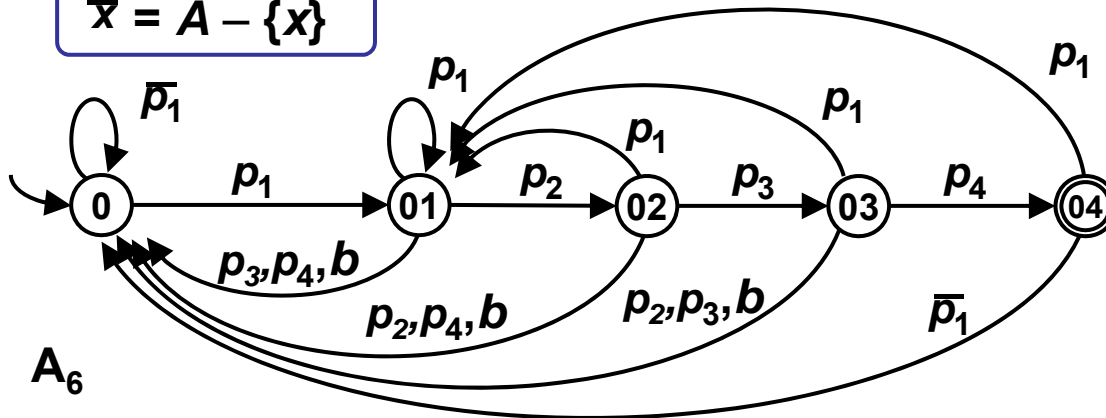 x̅ = A – {x}
p₁
p̅₁
p₁
p₁
p₁
p₁
p₂
p₃
p₄
0
01
02
03
04
p₃,p₄,b
p₂,p₄,b
p₂,p₃,b
p̅₁
A₆